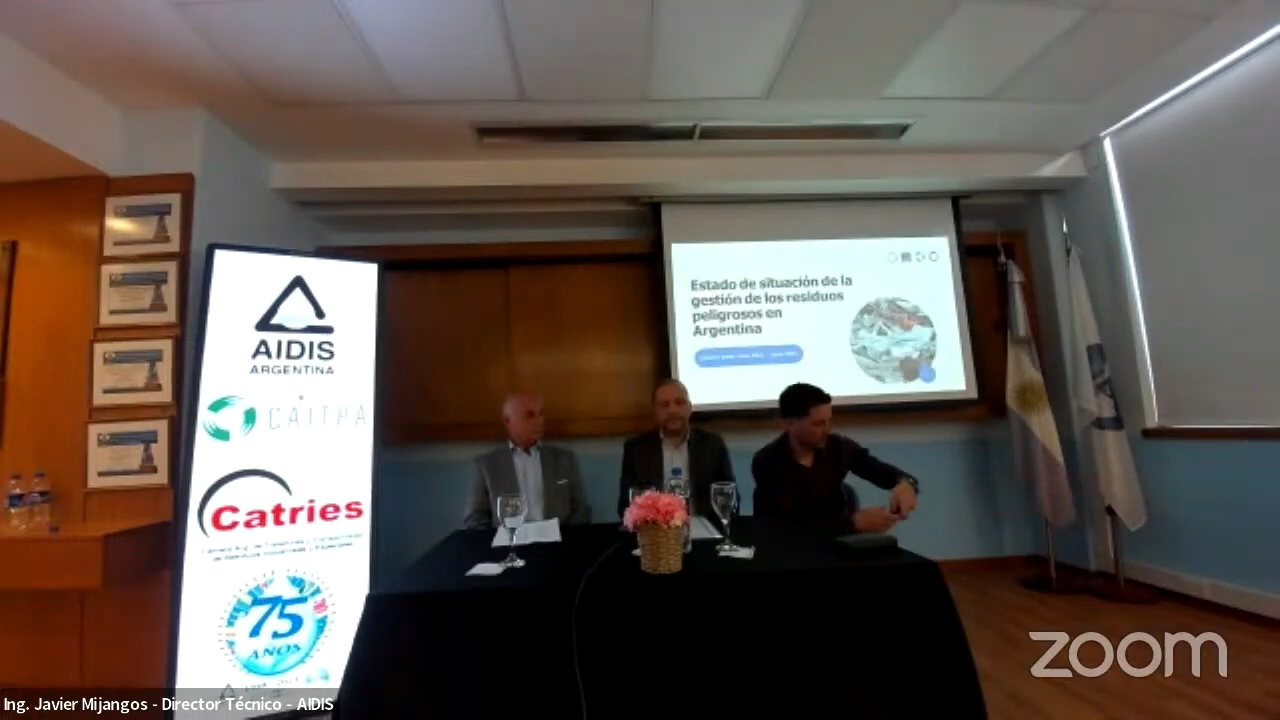 AIDIS
ARGENTINA
CAITPA
Catries
75
AÑOS
Estado de situación de la
gestión de los residuos
peligrosos en
Argentina
Ing. Javier Mijangos - Director Técnico - AIDIS
zoom